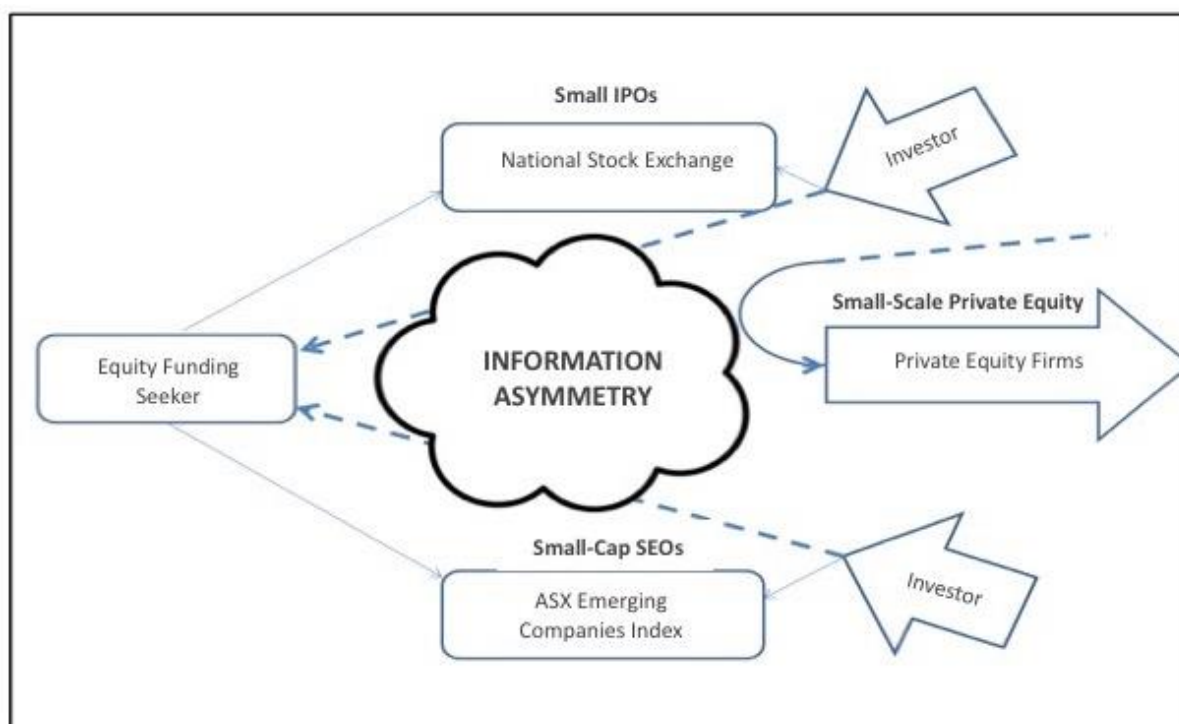 Small IPOs
National Stock Exchange
Investor
Small-Scale Private Equity
Private Equity Firms
Equity Funding
Seeker
INFORMATION
ASYMMETRY
Small-Cap SEOs
ASX Emerging
Companies Index
Investor